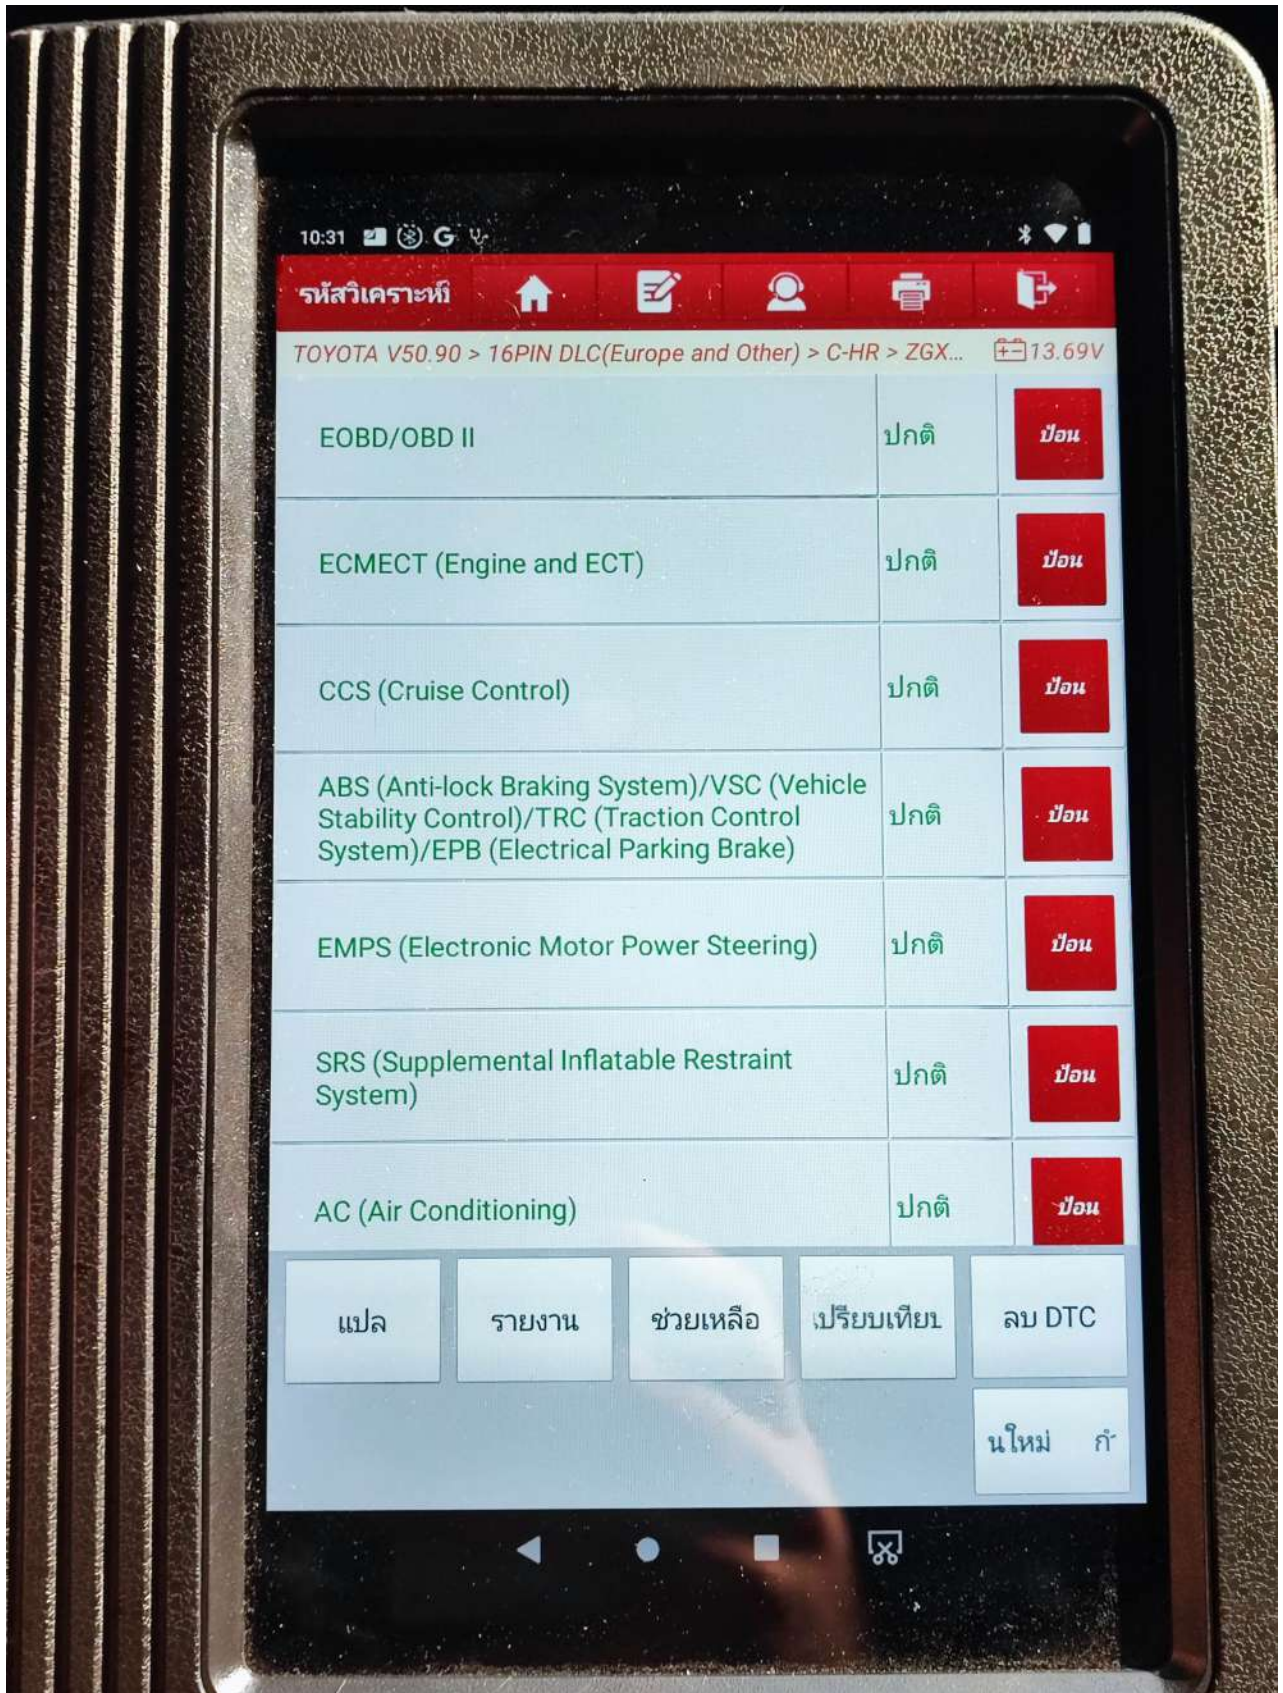 10:31
รหัสวิเคราะห์
TOYOTA V50.90 > 16PIN DLC(Europe and Other) > C-HR > ZGX... 13.69V
EOBD/OBD II ปกติ ป้อน
ECMECT (Engine and ECT) ปกติ ป้อน
CCS (Cruise Control) ปกติ ป้อน
ABS (Anti-lock Braking System)/VSC (Vehicle
Stability Control)/TRC (Traction Control ปกติ ป้อน
System)/EPB (Electrical Parking Brake)
EMPS (Electronic Motor Power Steering) ปกติ ป้อน
SRS (Supplemental Inflatable Restraint
System) ปกติ ป้อน
AC (Air Conditioning) ปกติ ป้อน
แปล รายงาน ช่วยเหลือ เปรียบเทียบ ลบ DTC
นใหม่ กำ